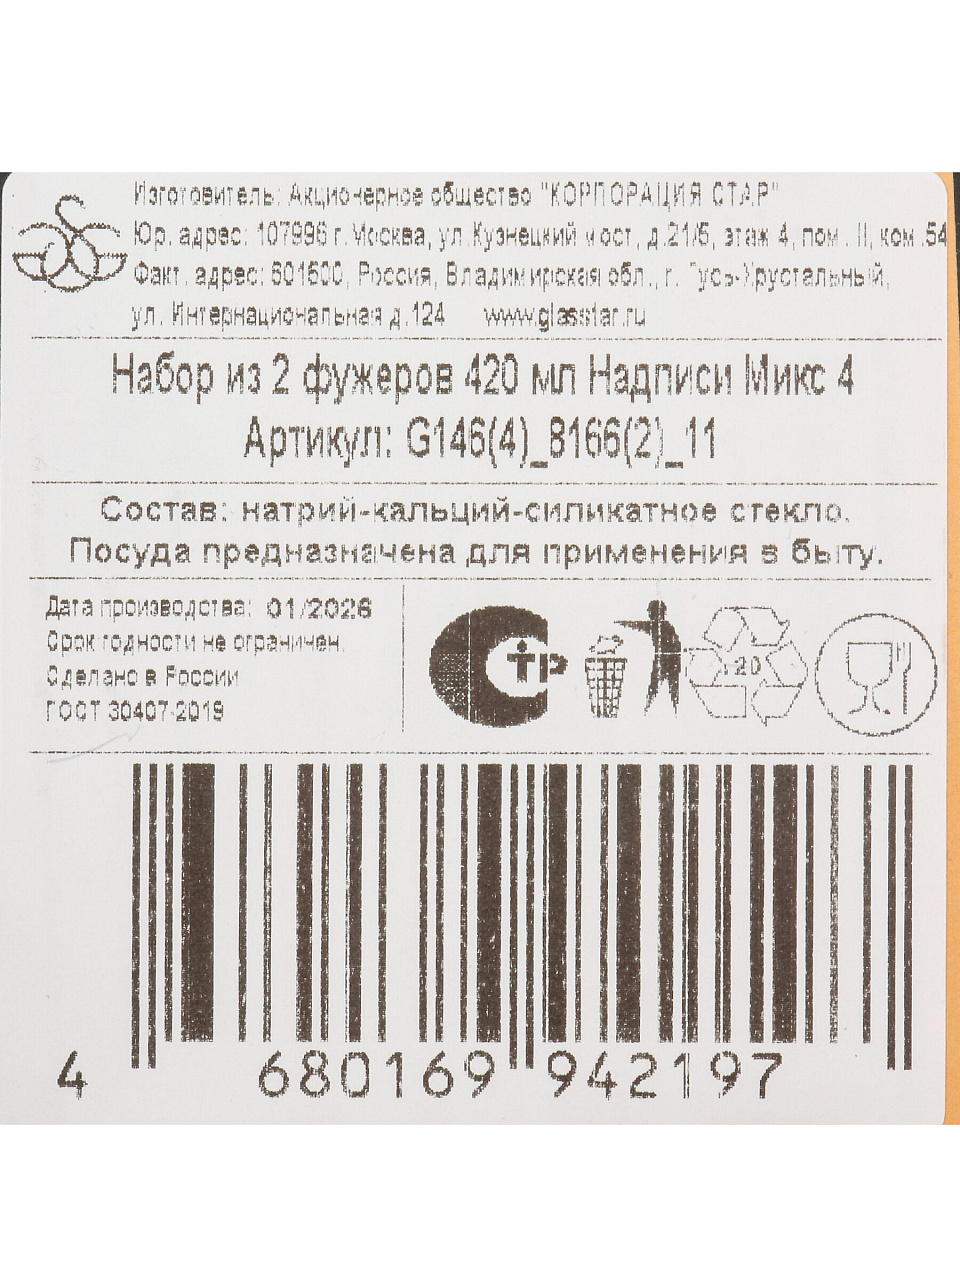 Изготовитель: Акционерное общество "КОРПОРАЦИЯ СТАР"
Юр. адрес: 107996 г.Москва, ул.Кузнецкий мост, д.21/5, этаж 4, пом. II, ком.54
Факт. адрес: 601600, Россия, Владимирская обл., г. Гусь-Хрустальный,
ул. Интернациональная д.124 www.glasstar.ru
Набор из 2 фужеров 420 мл Надписи Микс 4
Артикул: G146(4)_8166(2)_11
Состав: натрий-кальций-силикатное стекло.
Посуда предназначена для применения в быту.
Дата производства: 01/2026
Срок годности не ограничен.
Сделано в России
ГОСТ 30407-2019
СТР
20
4 680169 942197